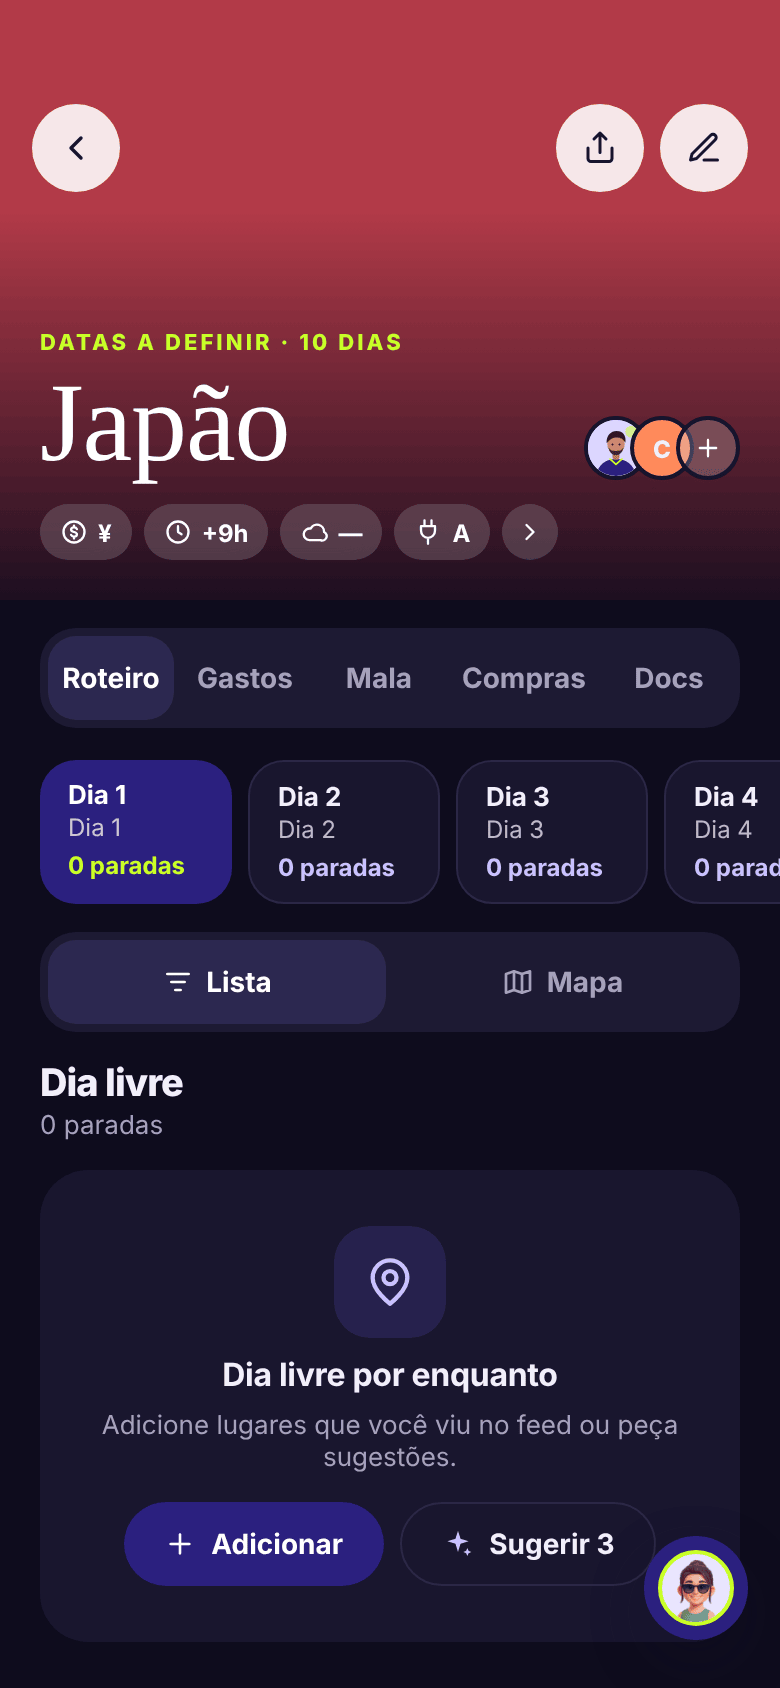 DATAS A DEFINIR · 10 DIAS
Japão
C
¥ +9h — A
Roteiro Gastos Mala Compras Docs
Dia 1 Dia 2 Dia 3 Dia 4
Dia 1 Dia 2 Dia 3 Dia 4
0 paradas 0 paradas 0 paradas 0 parad
Lista Mapa
Dia livre
0 paradas
Dia livre por enquanto
Adicione lugares que você viu no feed ou peça
sugestões.
Adicionar Sugerir 3